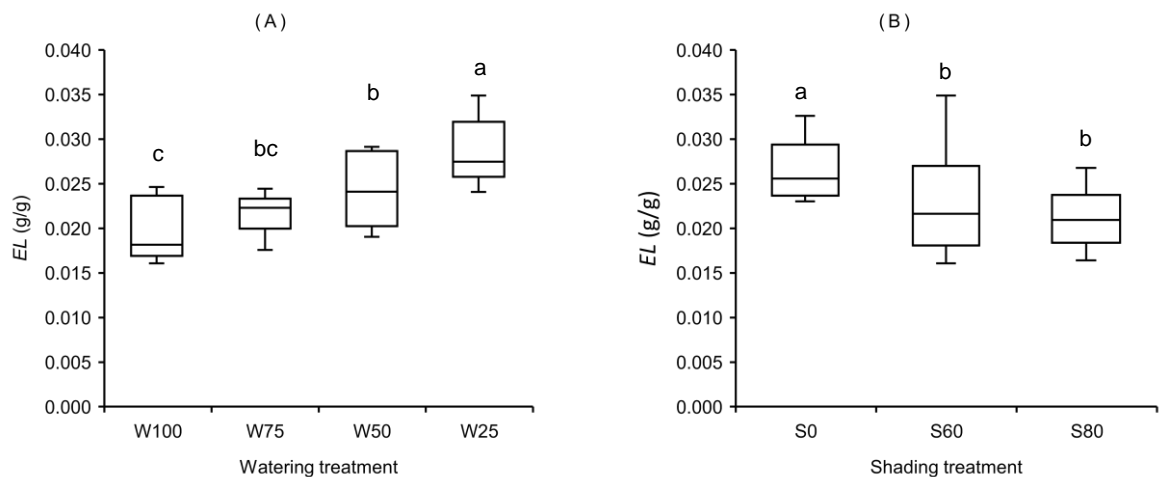 (A)
0.040
0.035
0.030
0.025
0.020
0.015
0.010
0.005
0.000
EL (g/g)
c
bc
b
a
W100 W75 W50 W25
Watering treatment
(B)
0.040
0.035
0.030
0.025
0.020
0.015
0.010
0.005
0.000
EL (g/g)
a
b
b
S0 S60 S80
Shading treatment